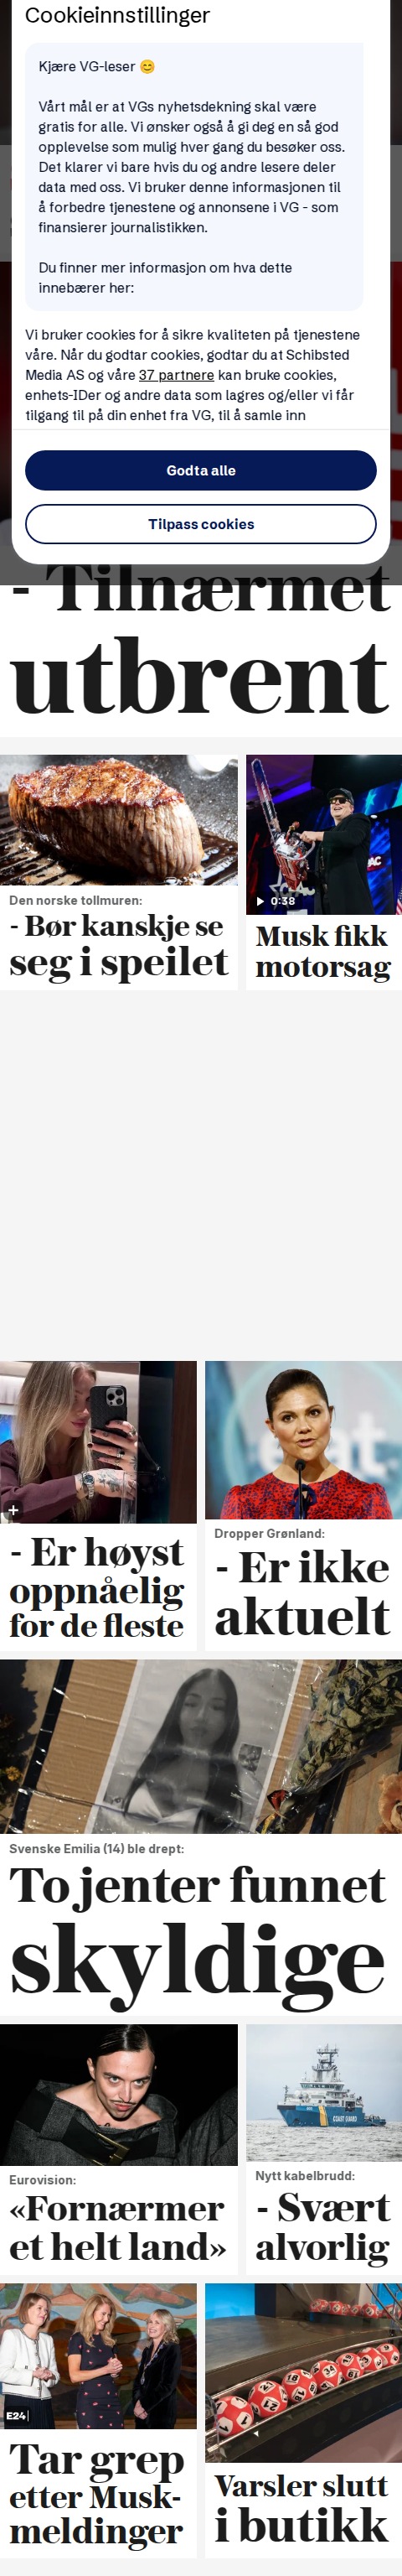 Cookieinnstillinger
Kjære VG-leser 😊
Vårt mål er at VGs nyhetsdekning skal være
gratis for alle. Vi ønsker også å gi deg en så god
opplevelse som mulig hver gang du besøker oss.
Det klarer vi bare hvis du og andre lesere deler
data med oss. Vi bruker denne informasjonen til
å forbedre tjenestene og annonsene i VG - som
finansierer journalistikken.
Du finner mer informasjon om hva dette
innebærer her:
Vi bruker cookies for å sikre kvaliteten på tjenestene
våre. Når du godtar cookies, godtar du at Schibsted
Media AS og våre 37 partnere kan bruke cookies,
enhets-IDer og andre data som lagres og/eller vi får
tilgang til på din enhet fra VG, til å samle inn
Godta alle
Tilpass cookies
- Tilnærmet
utbrent
0:38
Den norske tollmuren:
- Bør kanskje se
seg i speilet
Musk fikk
motorsag
- Er høyst
oppnåelig
for de fleste
Dropper Grønland:
- Er ikke
aktuelt
Svenske Emilia (14) ble drept:
To jenter funnet
skyldige
COAST GUARD
Eurovision:
«Fornærmer
et helt land»
Nytt kabelbrudd:
- Svært
alvorlig
E24
Tar grep
etter Musk-
meldinger
Varsler slutt
i butikk